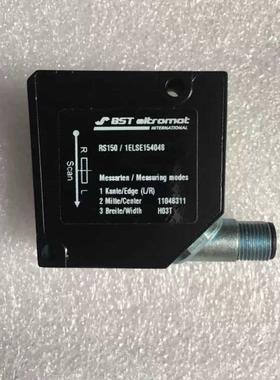 BST eltromat
INTERNATIONAL
RS150 / 1ELSE154046
Messarten / Measuring modes
1 Kante/Edge (L/R)
2 Mitte/Center 11046311
3 Breite/Width H03T
R
L
Scan